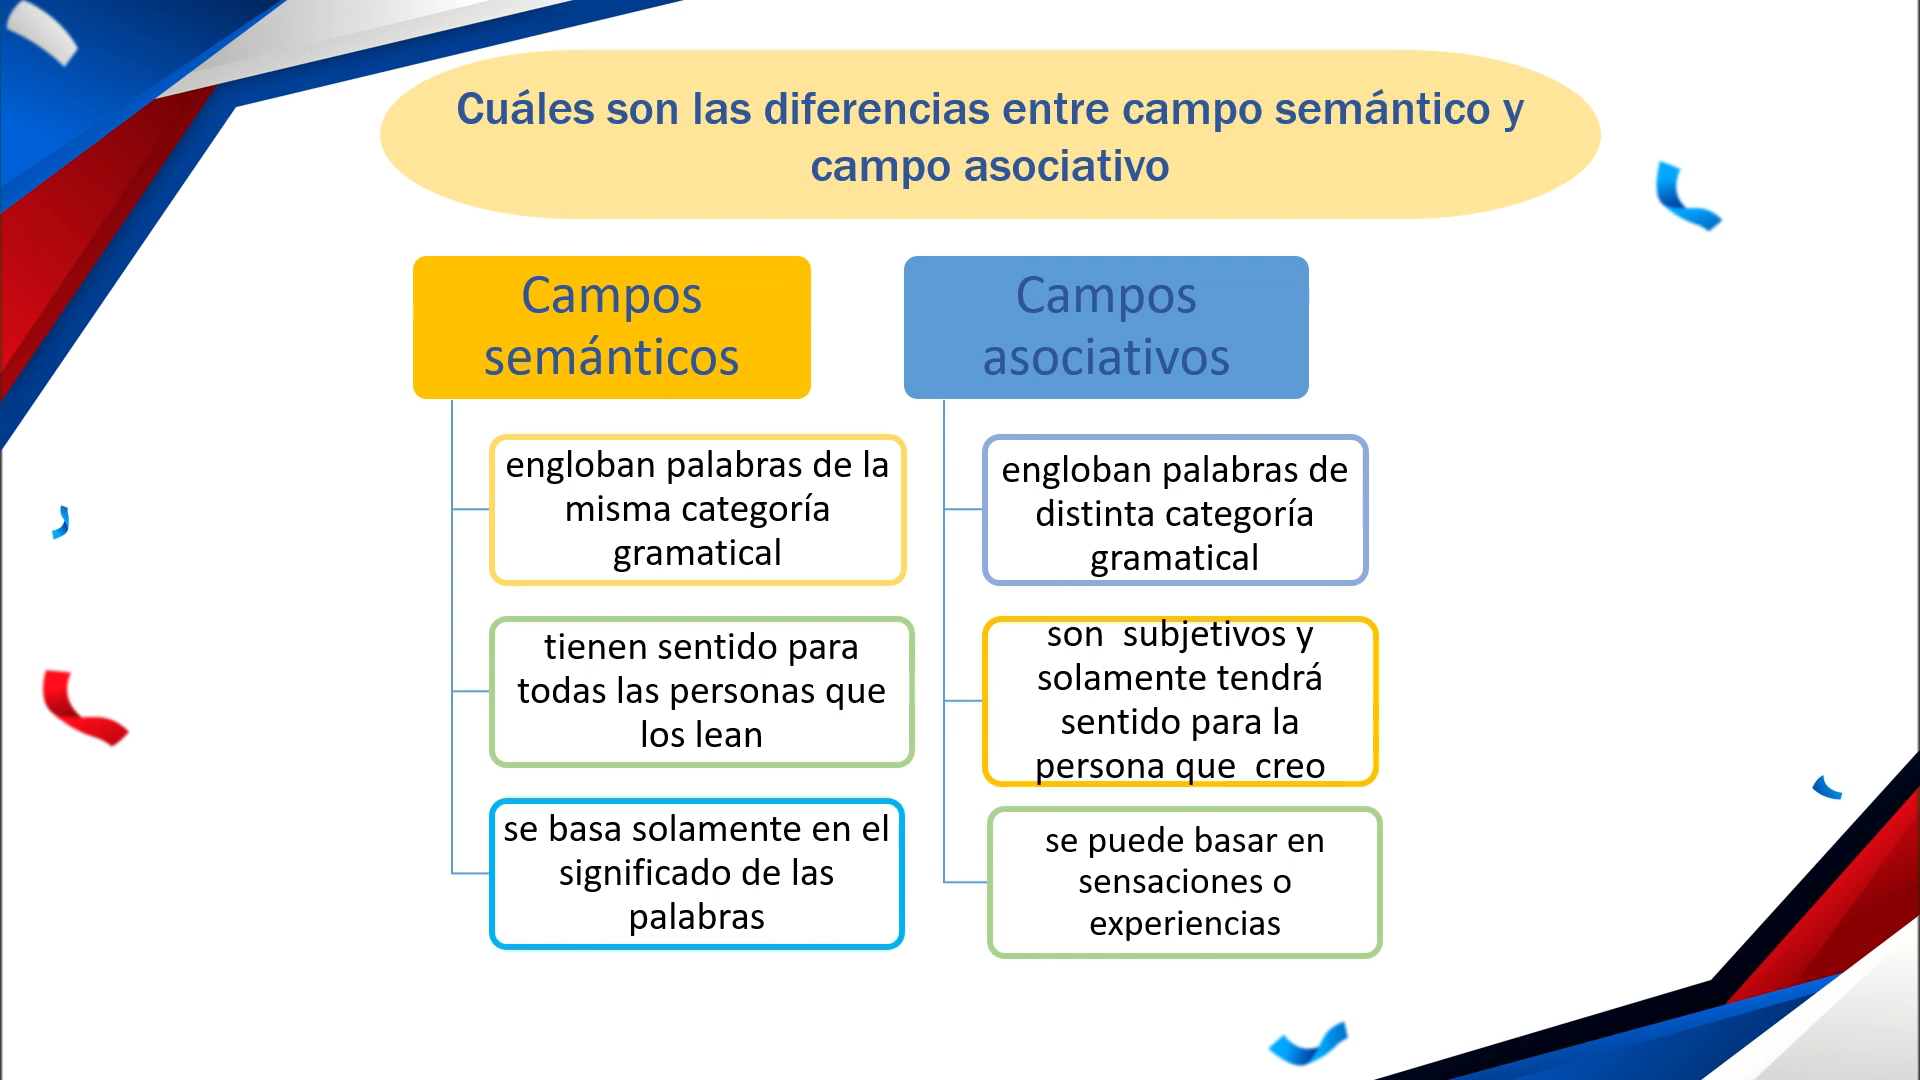 Cuáles son las diferencias entre campo semántico y
campo asociativo
Campos
semánticos
engloban palabras de la
misma categoría
gramatical
tienen sentido para
todas las personas que
los lean
se basa solamente en el
significado de las
palabras
Campos
asociativos
engloban palabras de
distinta categoría
gramatical
son  subjetivos y
solamente tendrá
sentido para la
persona que  creo
se puede basar en
sensaciones o
experiencias